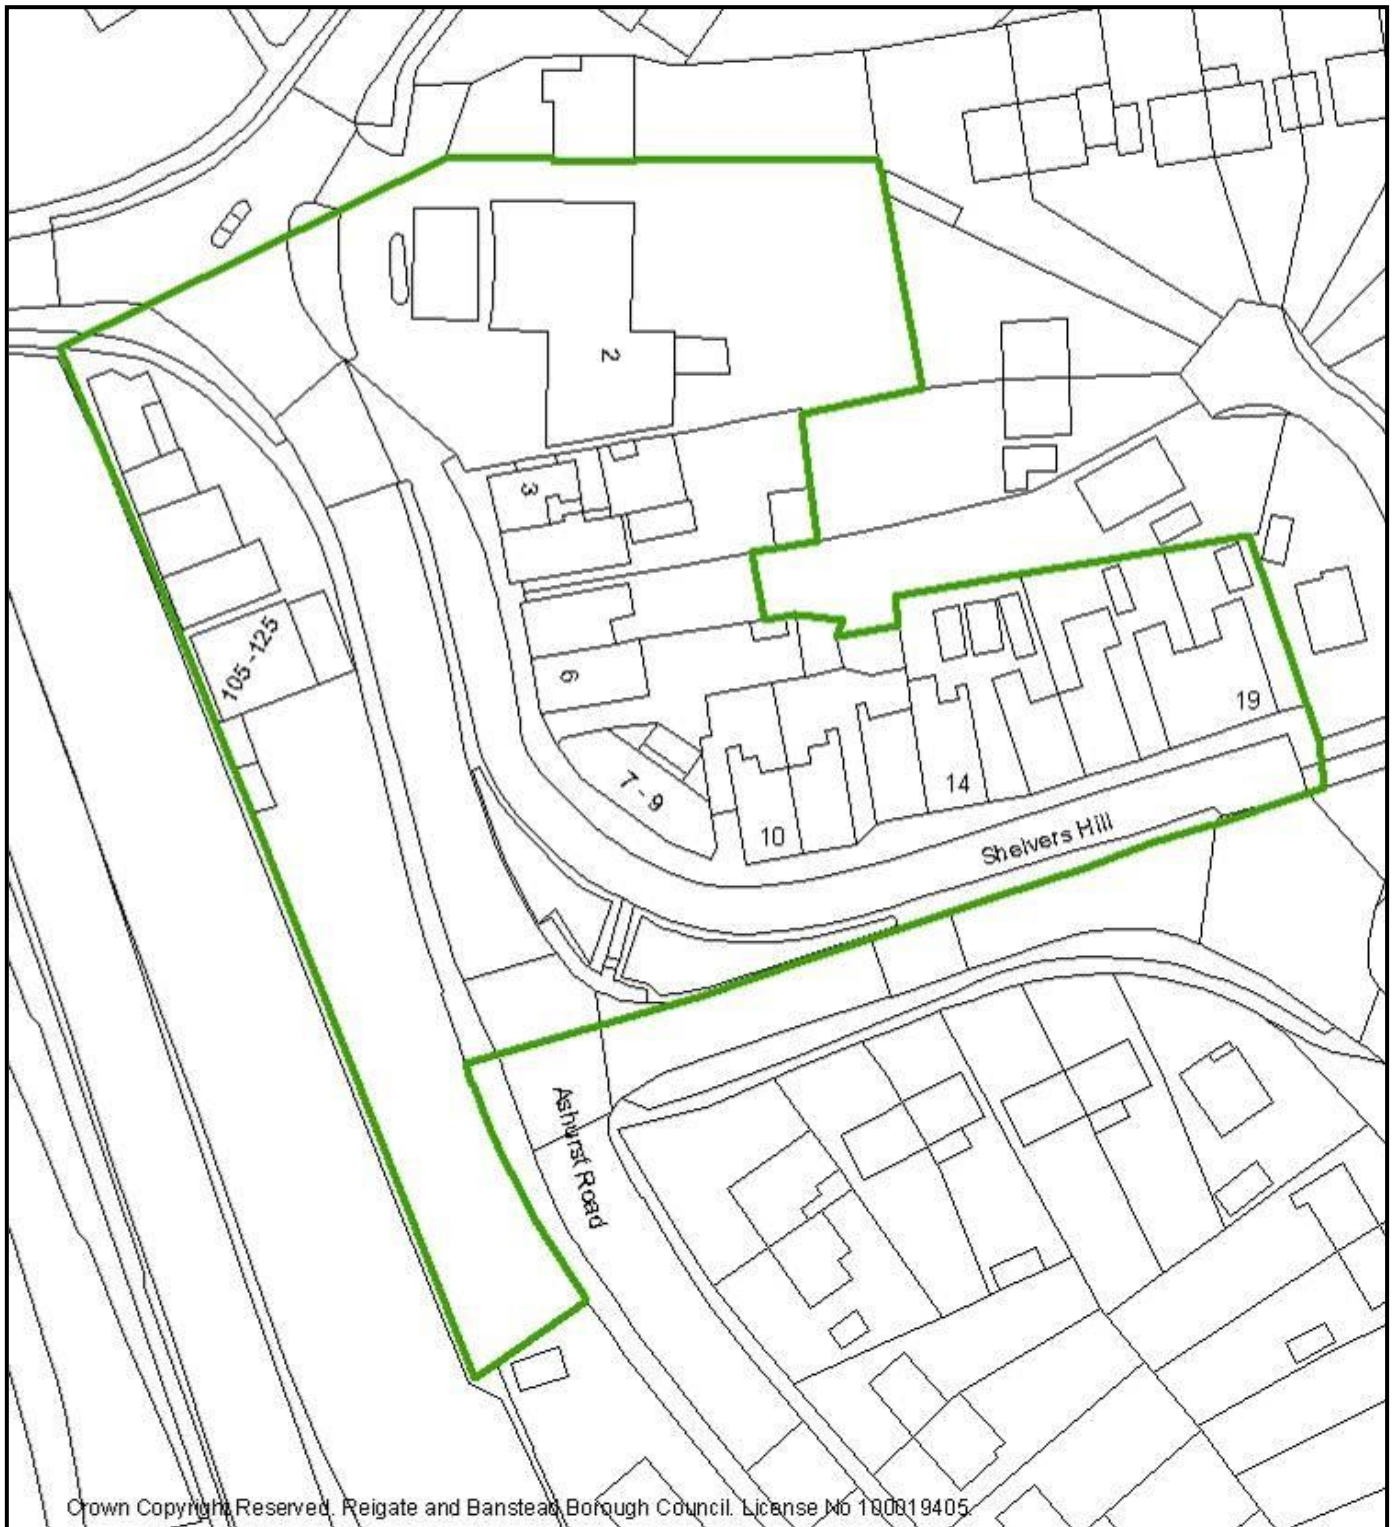 2
3
105-125
6
19
14
7-9
10
Shelvers Hill
Ashurst Road
Crown Copyright Reserved. Reigate and Banstead Borough Council. License No 100019405.